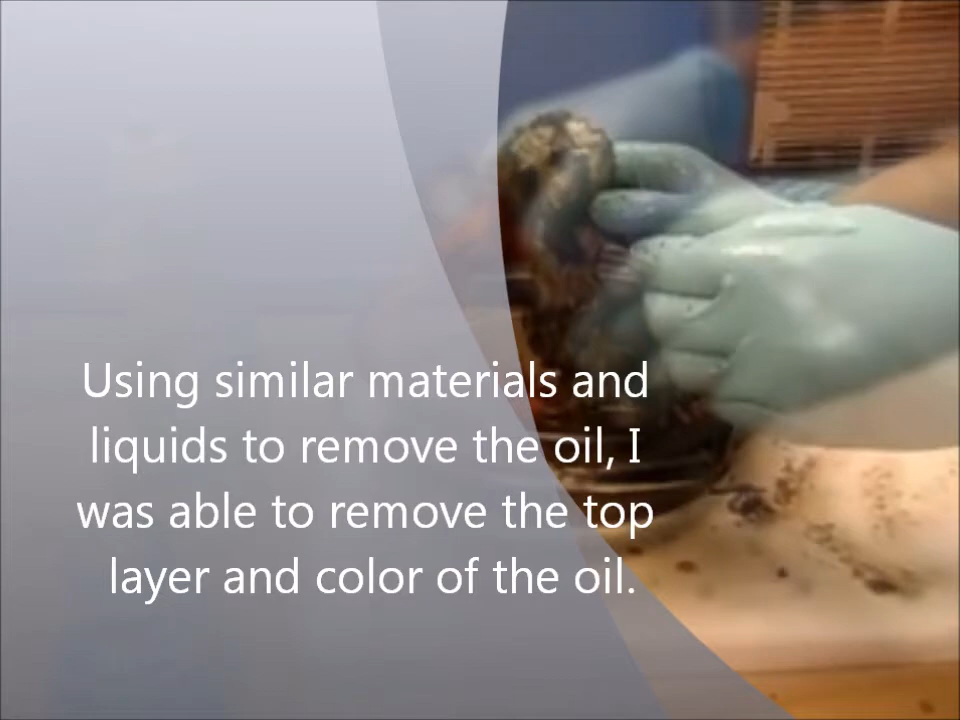 Using similar materials and
liquids to remove the oil, I
was able to remove the top
layer and color of the oil.